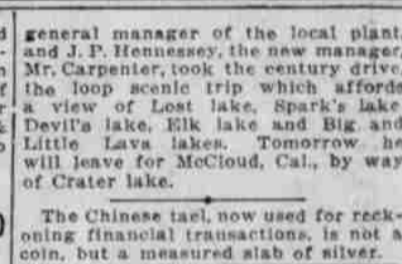 general manager of the local plant,
and J. P. Hennessey, the new manager,
Mr. Carpenter, took the century drive,
the loop scenic trip which affords
a view of Lost lake, Spark's lake
Devil's lake, Elk lake and Big and
Little Lava lakes. Tomorrow he
will leave for McCloud, Cal., by way
of Crater lake.
The Chinese tael, now used for reck-
oning financial transactions, is not a
coin, but a measured slab of silver.